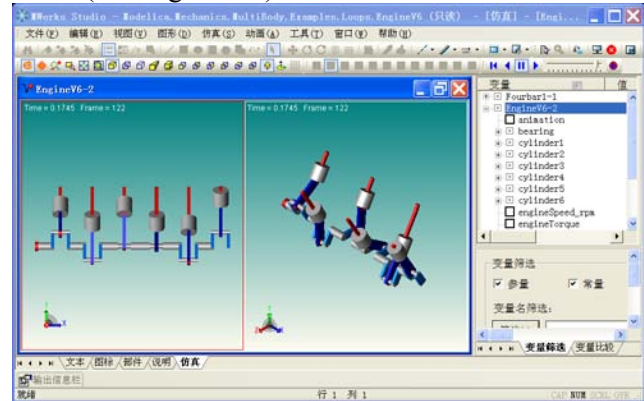 MWorks Studio - Modelica.Mechanics.MultiBody.Examples.Loops.EngineV6 (只读) - [仿真] - [Engi...
文件(F) 编辑(E) 视图(V) 图形(D) 仿真(S) 动画(A) 工具(T) 窗口(W) 帮助(H)
EngineV6-2
Time = 0.1745 Frame = 122
Time = 0.1745 Frame = 122
变量 值
Fourbar1-1
EngineV6-2
animation
bearing
cylinder1
cylinder2
cylinder3
cylinder4
cylinder5
cylinder6
engineSpeed_rpm
engineTorque
变量筛选
参量 常量
变量名筛选:
文本 图标 部件 说明 仿真
变量筛选 变量比较
输出信息栏
就绪 行 1 列 1 CAP NUM SCRL OVR